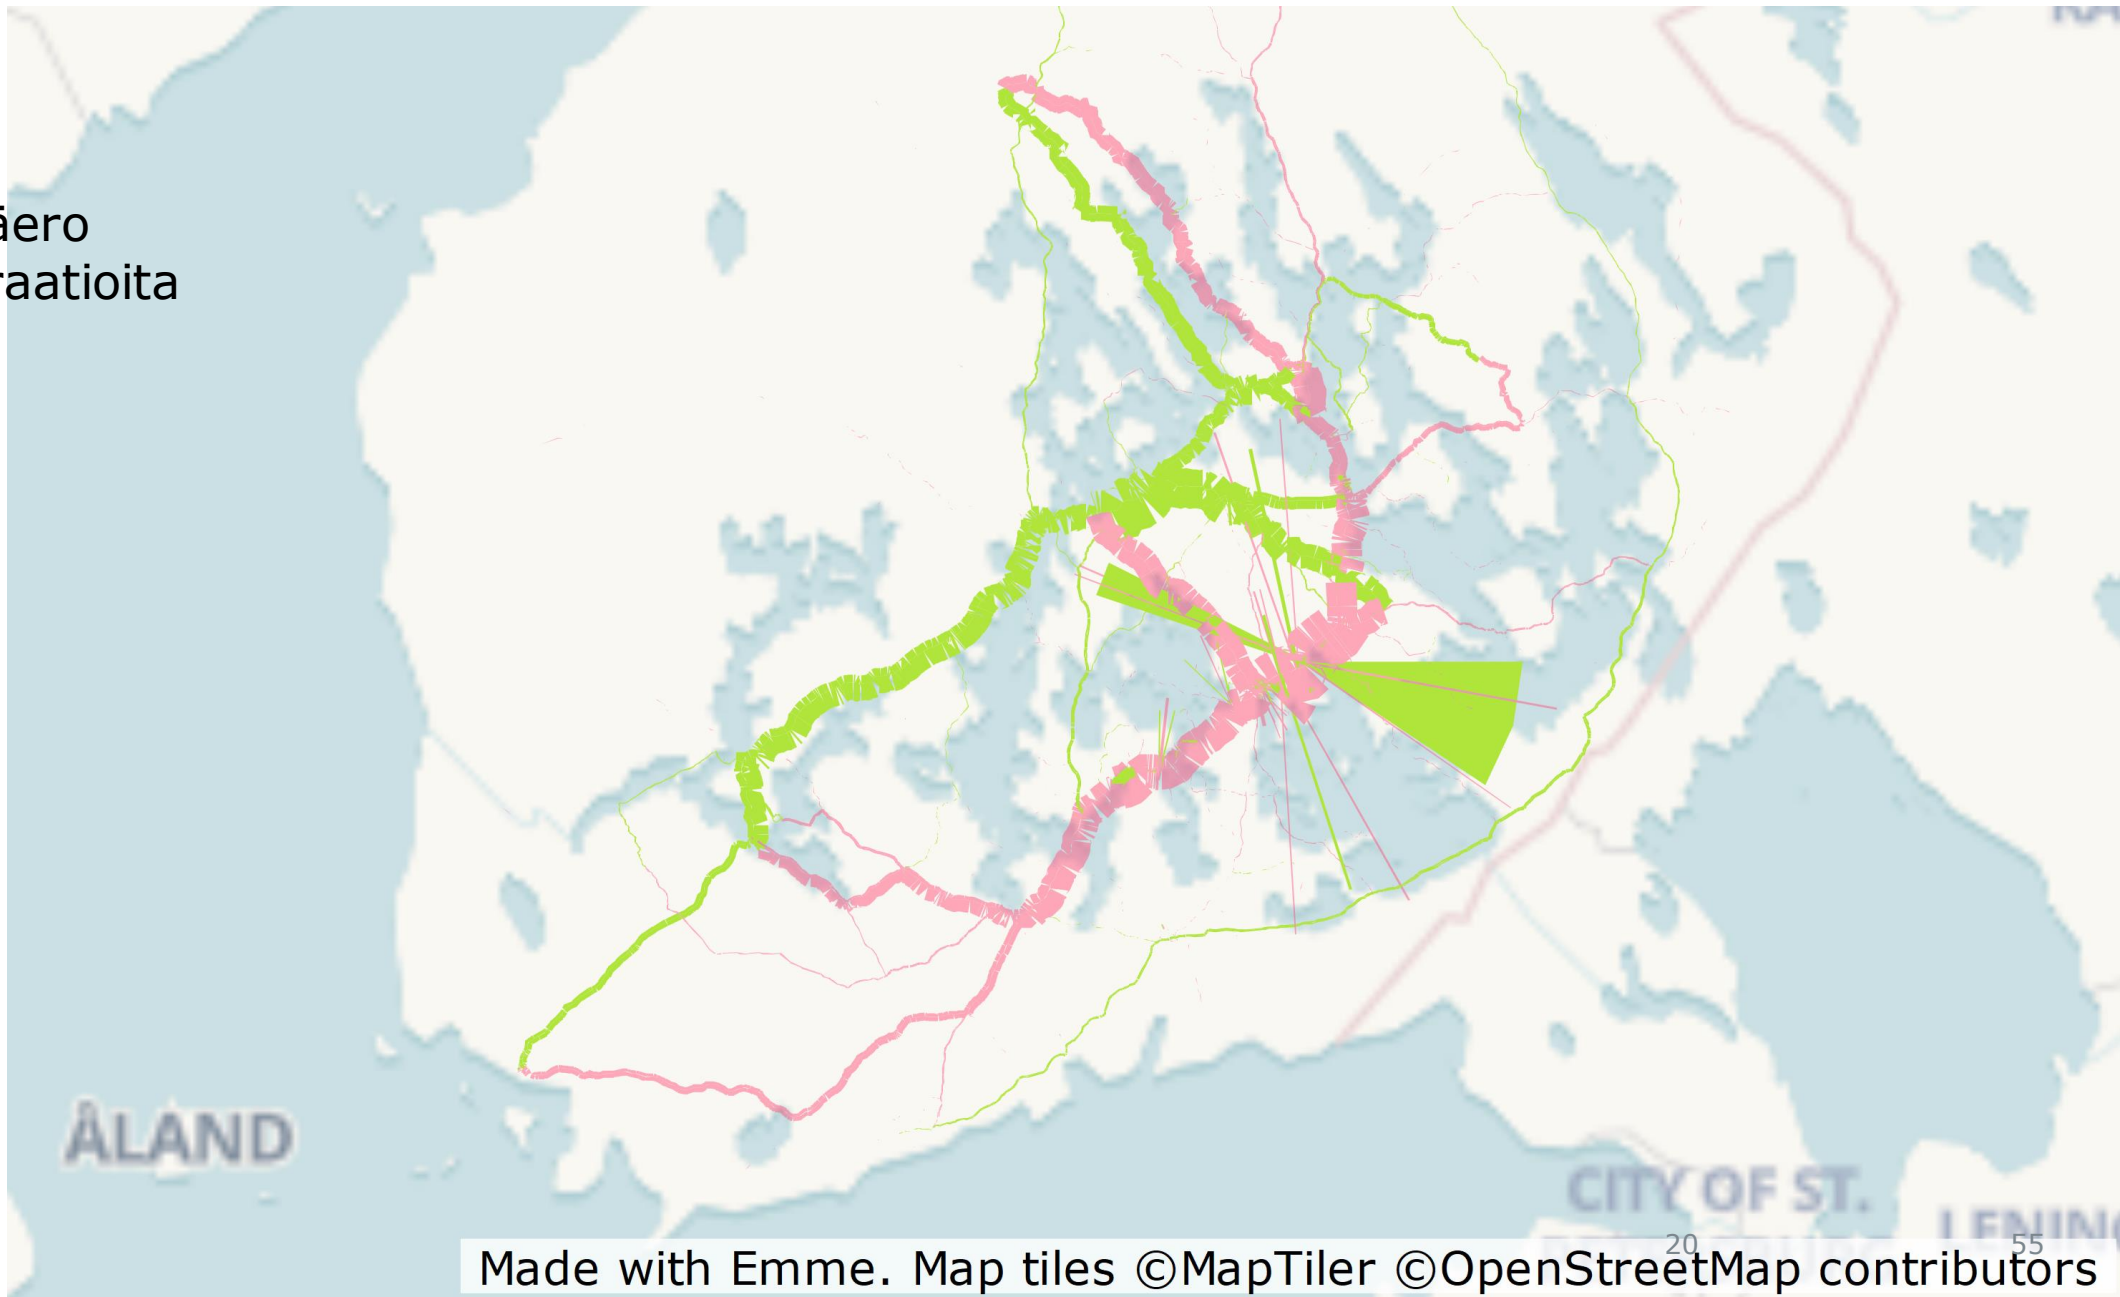 äero
raatioita
ÅLAND
CITY OF ST.
20
55
Made with Emme. Map tiles ©MapTiler ©OpenStreetMap contributors